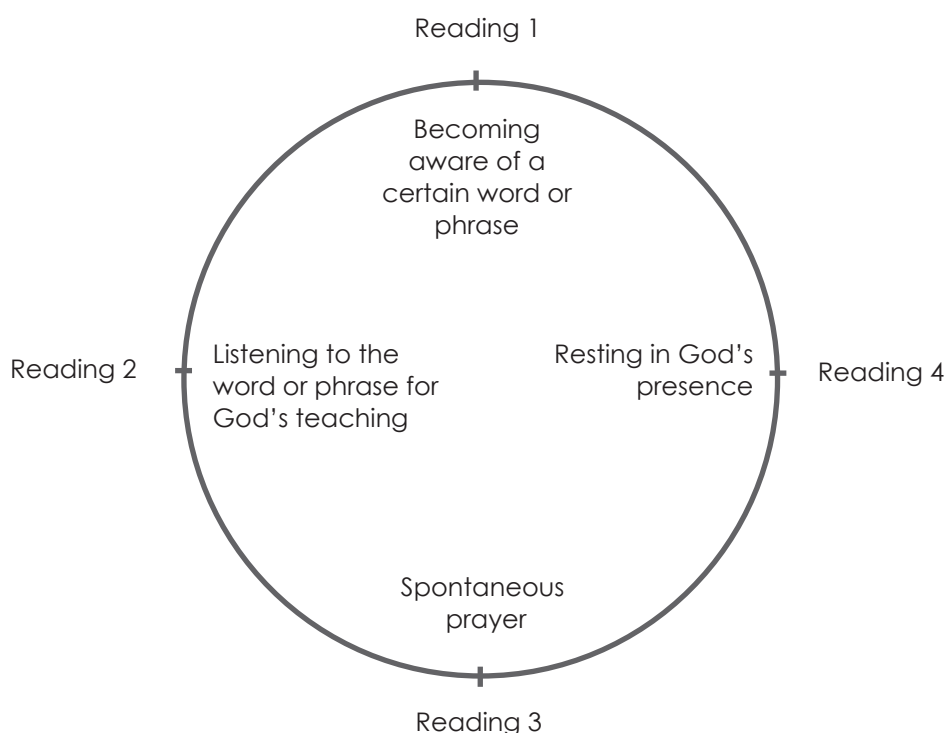 Reading 1
Becoming
aware of a
certain word or
phrase
Reading 2
Listening to the
word or phrase for
God’s teaching
Resting in God’s
presence
Reading 4
Spontaneous
prayer
Reading 3